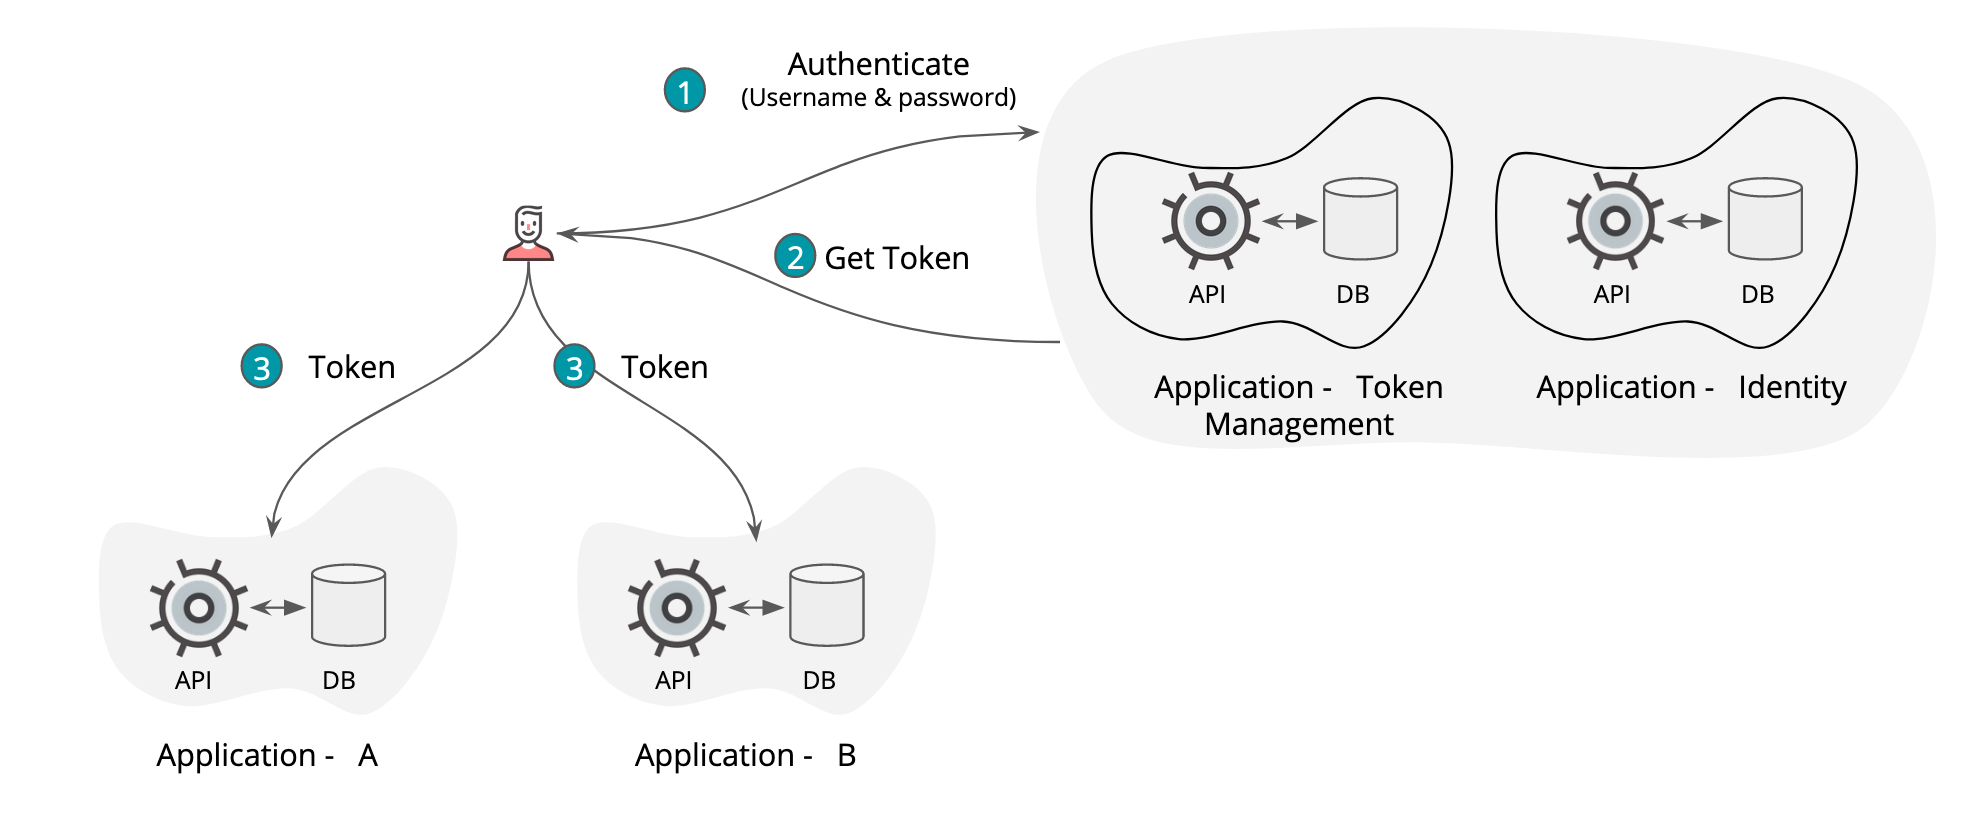 1 Authenticate
(Username & password)
2 Get Token
API DB
API DB
3 Token
3 Token
Application - Token
Management
Application - Identity
API DB
API DB
Application - A
Application - B